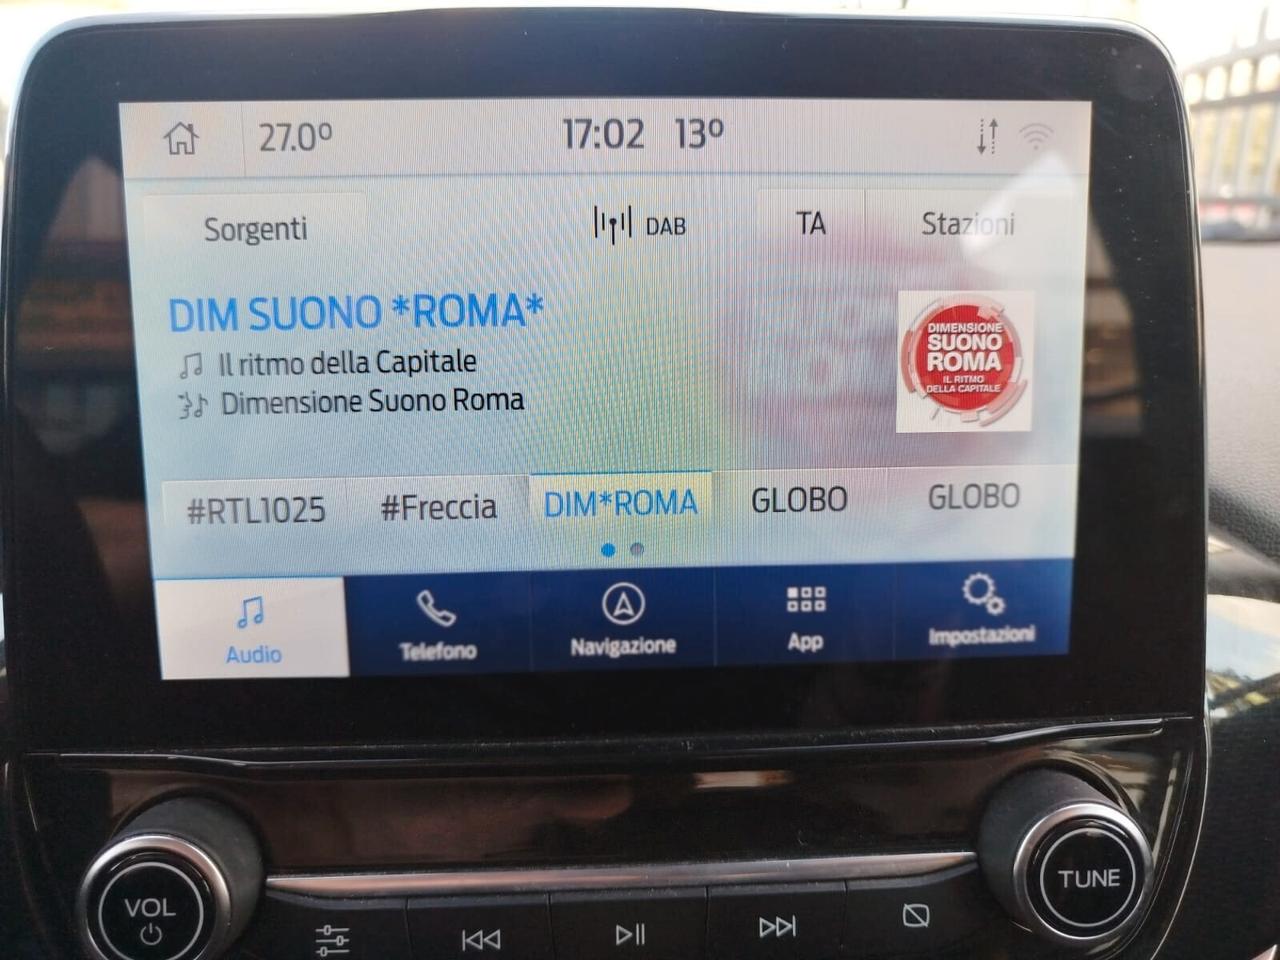 27.0° 17:02 13°
Sorgenti DAB TA Stazioni
DIM SUONO *ROMA*
Il ritmo della Capitale
Dimensione Suono Roma
DIMENSIONE
SUONO
ROMA
IL RITMO
DELLA CAPITALE
#RTL1025 #Freccia DIM*ROMA GLOBO GLOBO
Audio Telefono Navigazione App Impostazioni
VOL TUNE